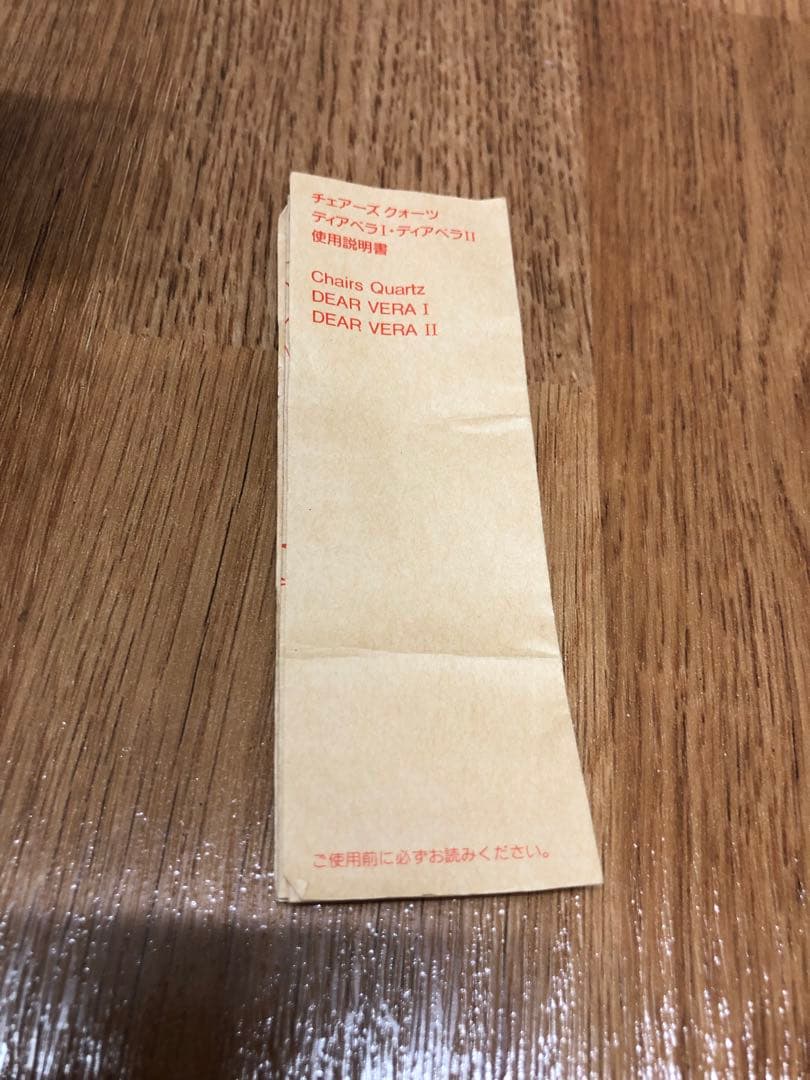 チェアーズ クォーツ
ディアベラI・ディアベラII
使用説明書
Chairs Quartz
DEAR VERA I
DEAR VERA II
ご使用前に必ずお読みください。